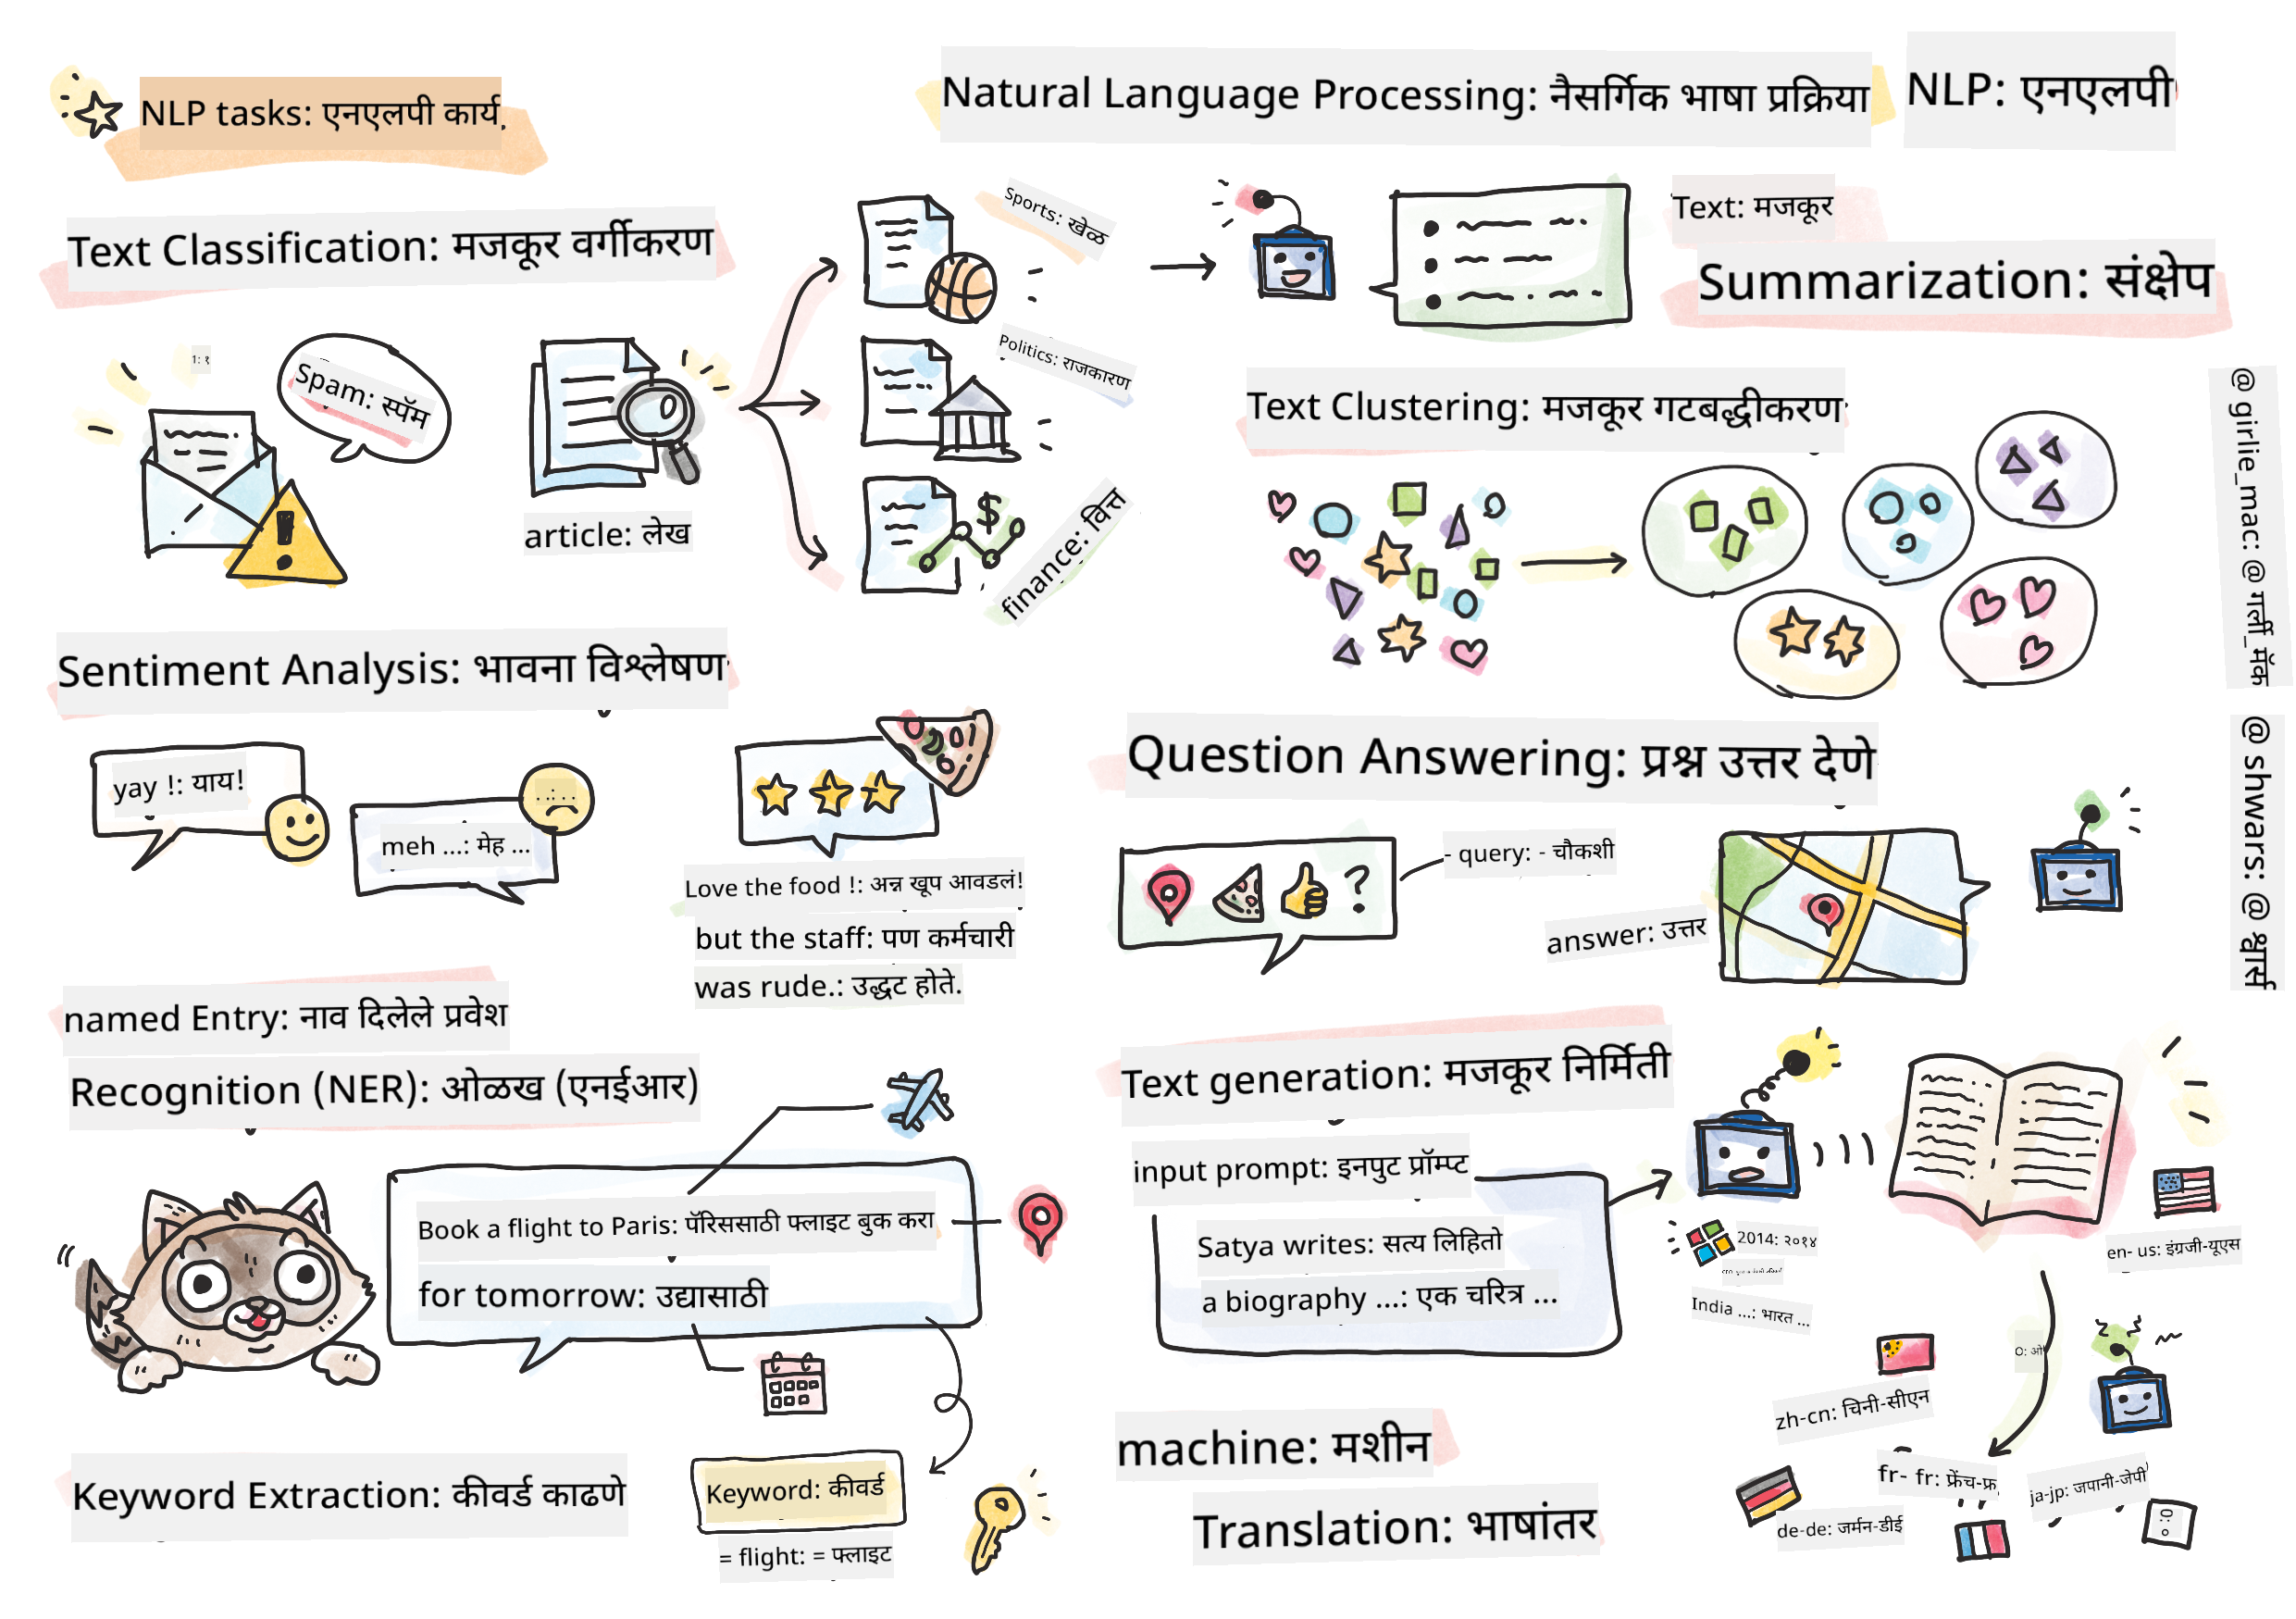 NLP tasks: एनएलपी कार्य
Natural Language Processing: नैसर्गिक भाषा प्रक्रिया
NLP: एनएलपी
Text Classification: मजकूर वर्गीकरण
1: १
Spam: स्पॅम
article: लेख
Sports: खेळ
Politics: राजकारण
finance: वित्त
Text: मजकूर
Summarization: संक्षेप
Text Clustering: मजकूर गटबद्धीकरण
@ girlie_mac: @ गर्ली_मॅक
@ shwars: @ श्वार्स
Sentiment Analysis: भावना विश्लेषण
yay !: याय!
. .: . .
meh ...: मेह ...
Love the food !: अन्न खूप आवडलं!
but the staff: पण कर्मचारी
was rude.: उद्धट होते.
Question Answering: प्रश्न उत्तर देणे
?
- query: - चौकशी
answer: उत्तर
named Entry: नाव दिलेले प्रवेश
Recognition (NER): ओळख (एनईआर)
Book a flight to Paris: पॅरिससाठी फ्लाइट बुक करा
for tomorrow: उद्यासाठी
Keyword Extraction: कीवर्ड काढणे
Keyword: कीवर्ड
= flight: = फ्लाइट
Text generation: मजकूर निर्मिती
input prompt: इनपुट प्रॉम्प्ट
Satya writes: सत्य लिहितो
a biography ...: एक चरित्र ...
2014: २०१४
India ...: भारत ...
en- us: इंग्रजी-यूएस
machine: मशीन
Translation: भाषांतर
O: ओ
zh-cn: चिनी-सीएन
fr- fr: फ्रेंच-फ्र
ja-jp: जपानी-जेपी
de-de: जर्मन-डीई
0: ०